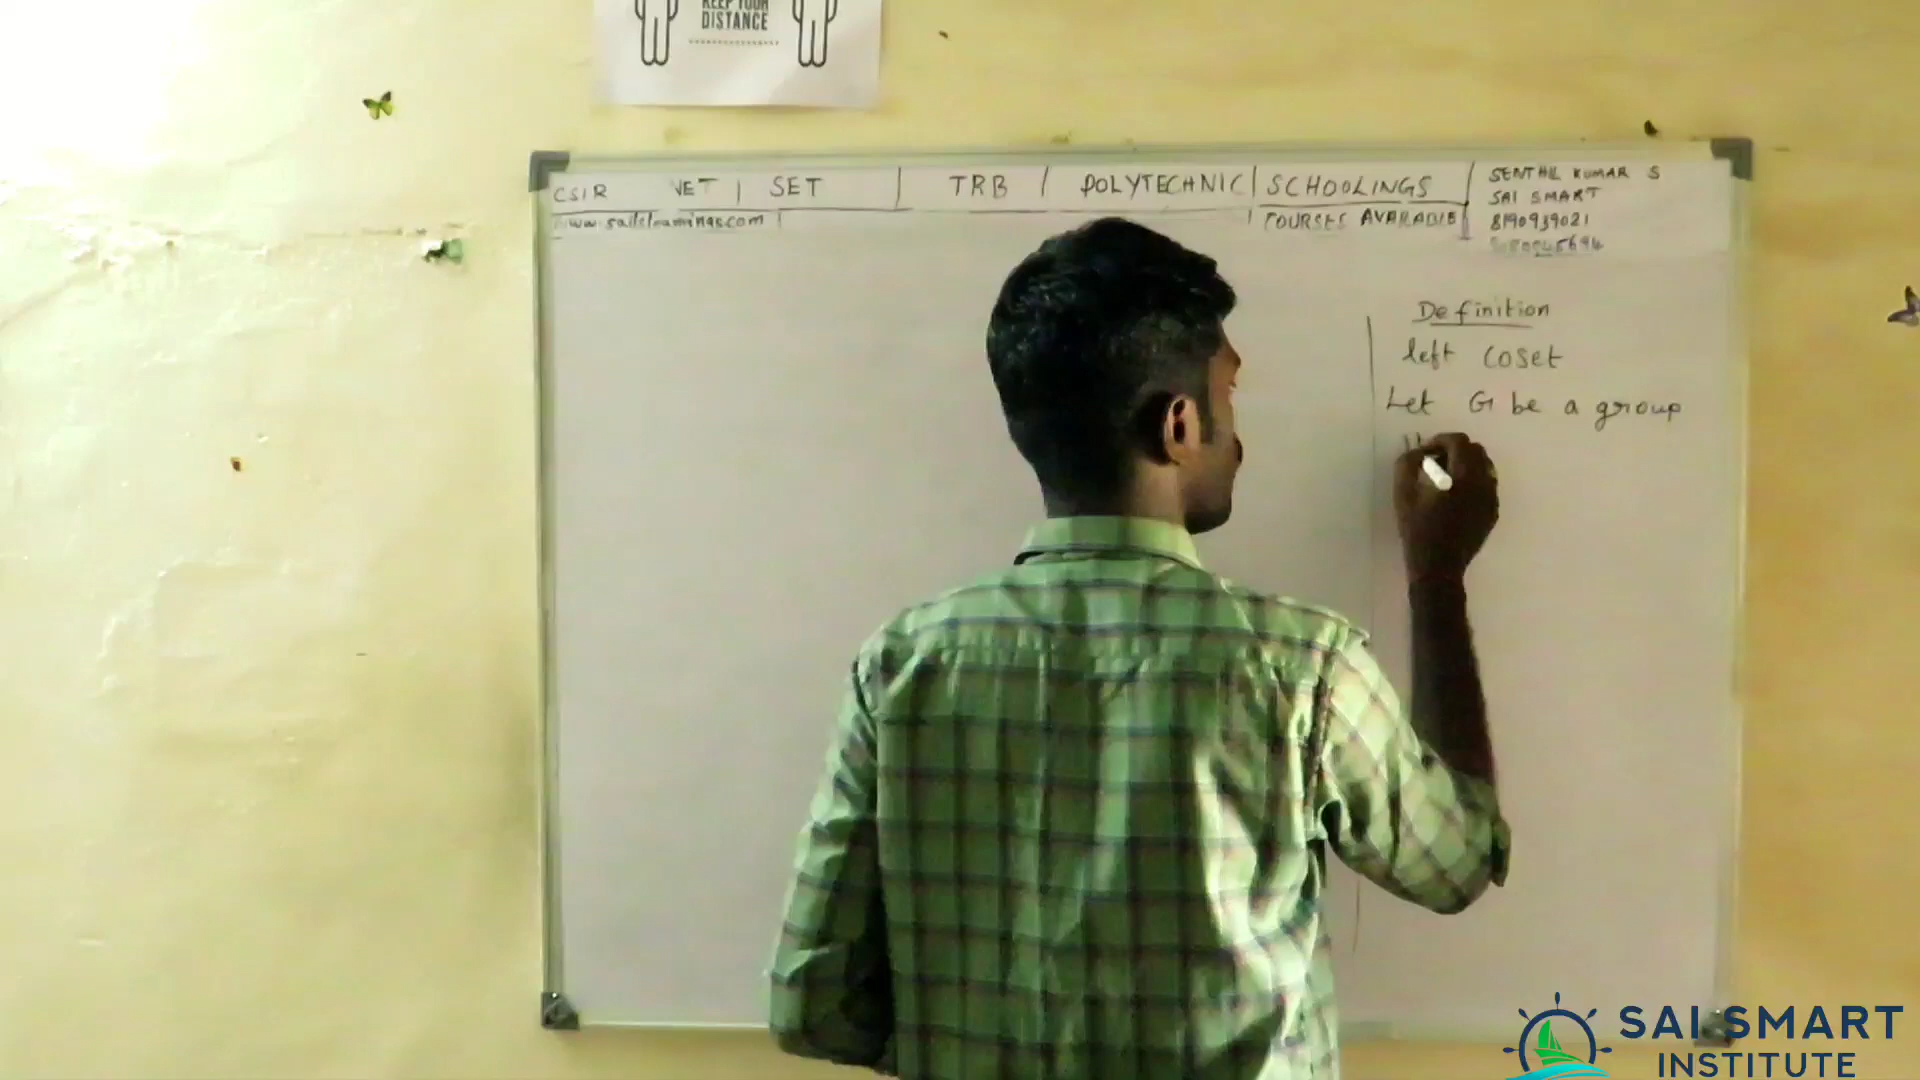 KEEP YOUR
DISTANCE
CSIR NET | SET | TRB | POLYTECHNIC | SCHOOLINGS
COURSES AVAILABLE
SENTHIL KUMAR S
SAI SMART
8190939021
Definition
left coset
Let G be a group
SAI SMART
INSTITUTE